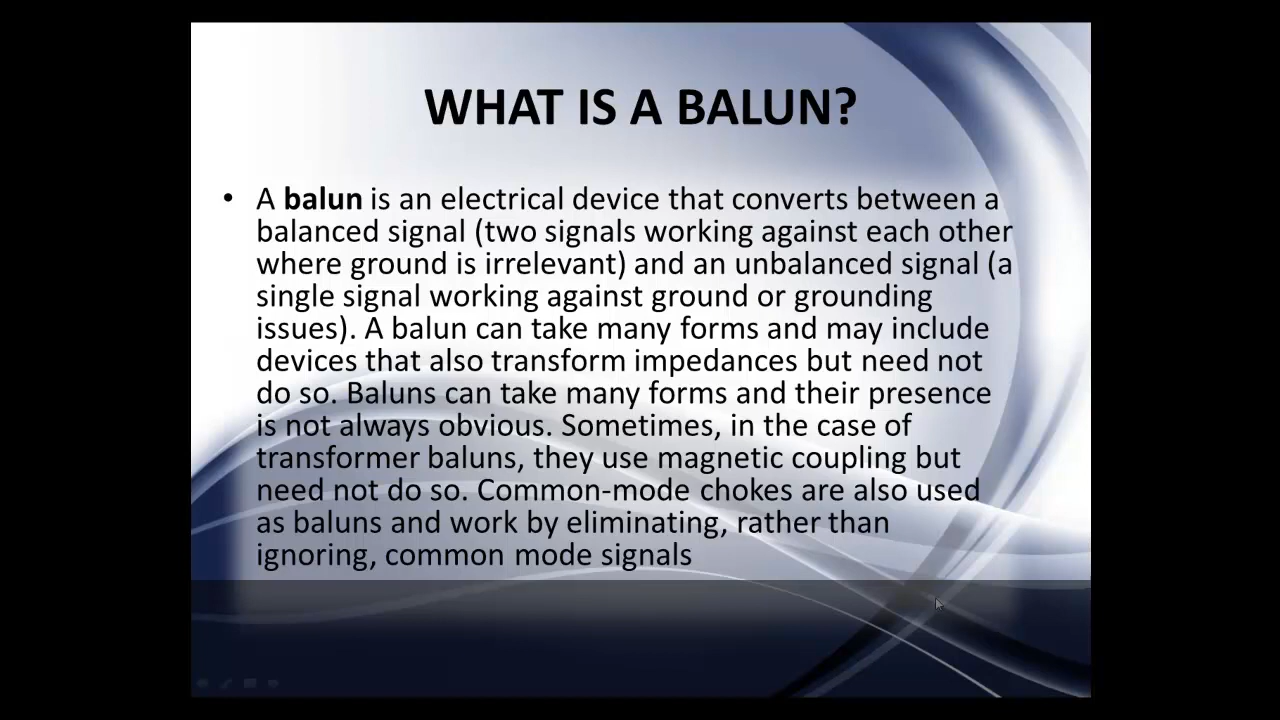 WHAT IS A BALUN?
• A balun is an electrical device that converts between a
balanced signal (two signals working against each other
where ground is irrelevant) and an unbalanced signal (a
single signal working against ground or grounding
issues). A balun can take many forms and may include
devices that also transform impedances but need not
do so. Baluns can take many forms and their presence
is not always obvious. Sometimes, in the case of
transformer baluns, they use magnetic coupling but
need not do so. Common-mode chokes are also used
as baluns and work by eliminating, rather than
ignoring, common mode signals